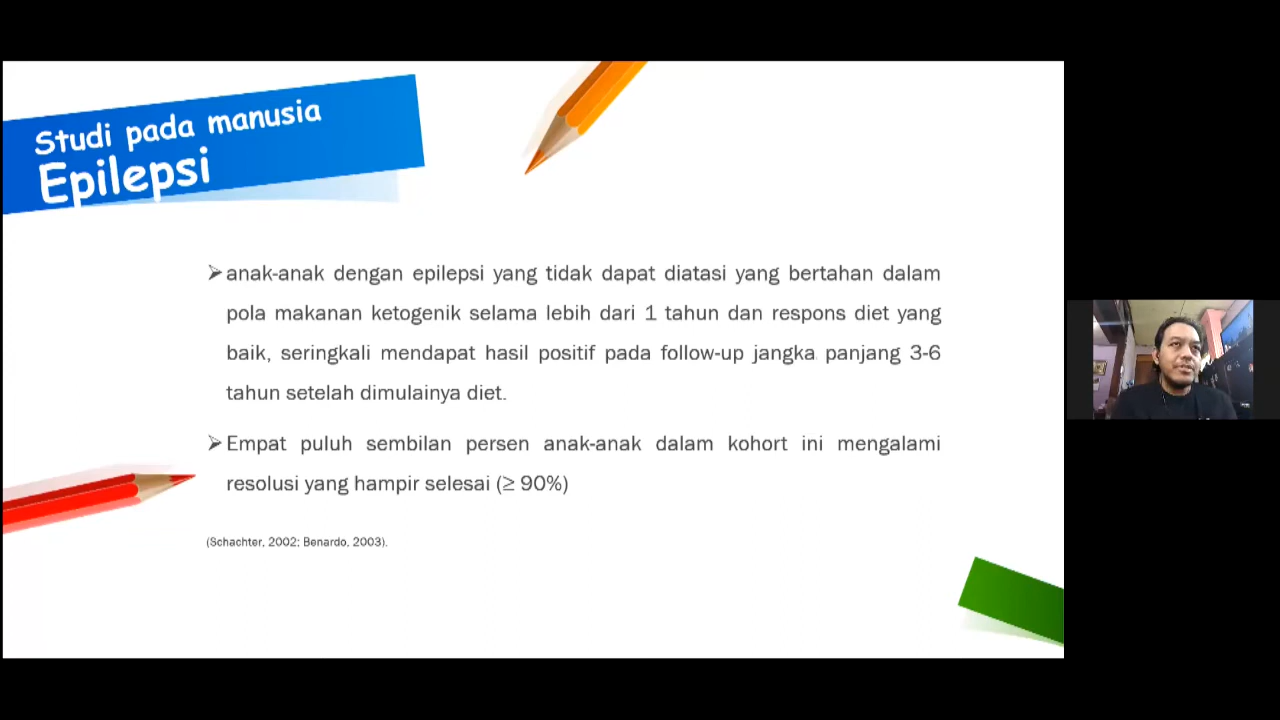 Studi pada manusia
Epilepsi
anak-anak dengan epilepsi yang tidak dapat diatasi yang bertahan dalam
pola makanan ketogenik selama lebih dari 1 tahun dan respons diet yang
baik, seringkali mendapat hasil positif pada follow-up jangka panjang 3-6
tahun setelah dimulainya diet.
Empat puluh sembilan persen anak-anak dalam kohort ini mengalami
resolusi yang hampir selesai (≥ 90%)
(Schachter, 2002; Benardo, 2003).